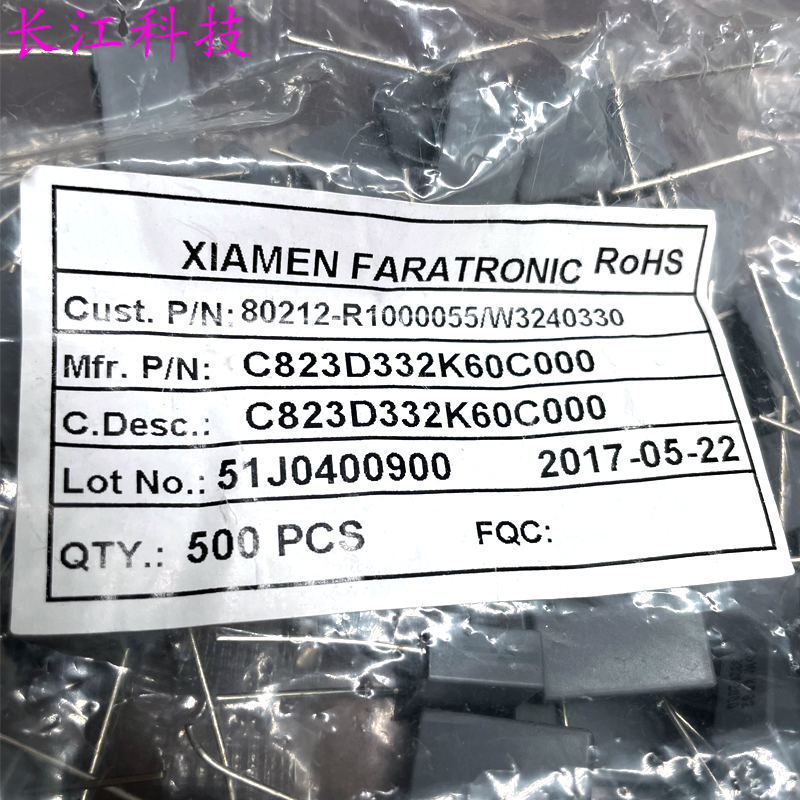 长江科技
XIAMEN FARATRONIC RoHS
Cust. P/N: 80212-R1000055/W3240330
Mfr. P/N: C823D332K60C000
C.Desc.: C823D332K60C000
Lot No.: 51J0400900 2017-05-22
QTY.: 500 PCS FQC: